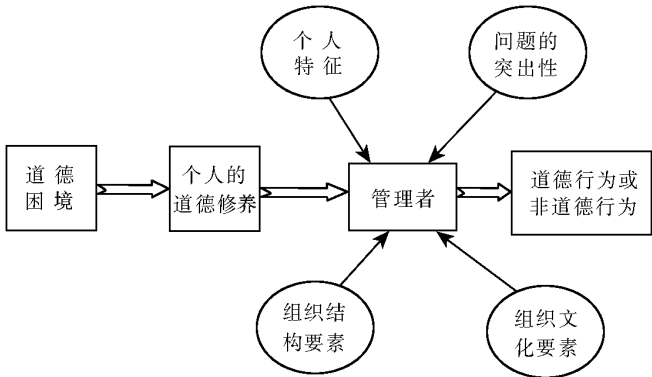 个 人
特 征
问题的
突出性
道 德
困 境
个人的
道德修养
管理者
道德行为或
非道德行为
组织结
构要素
组织文
化要素